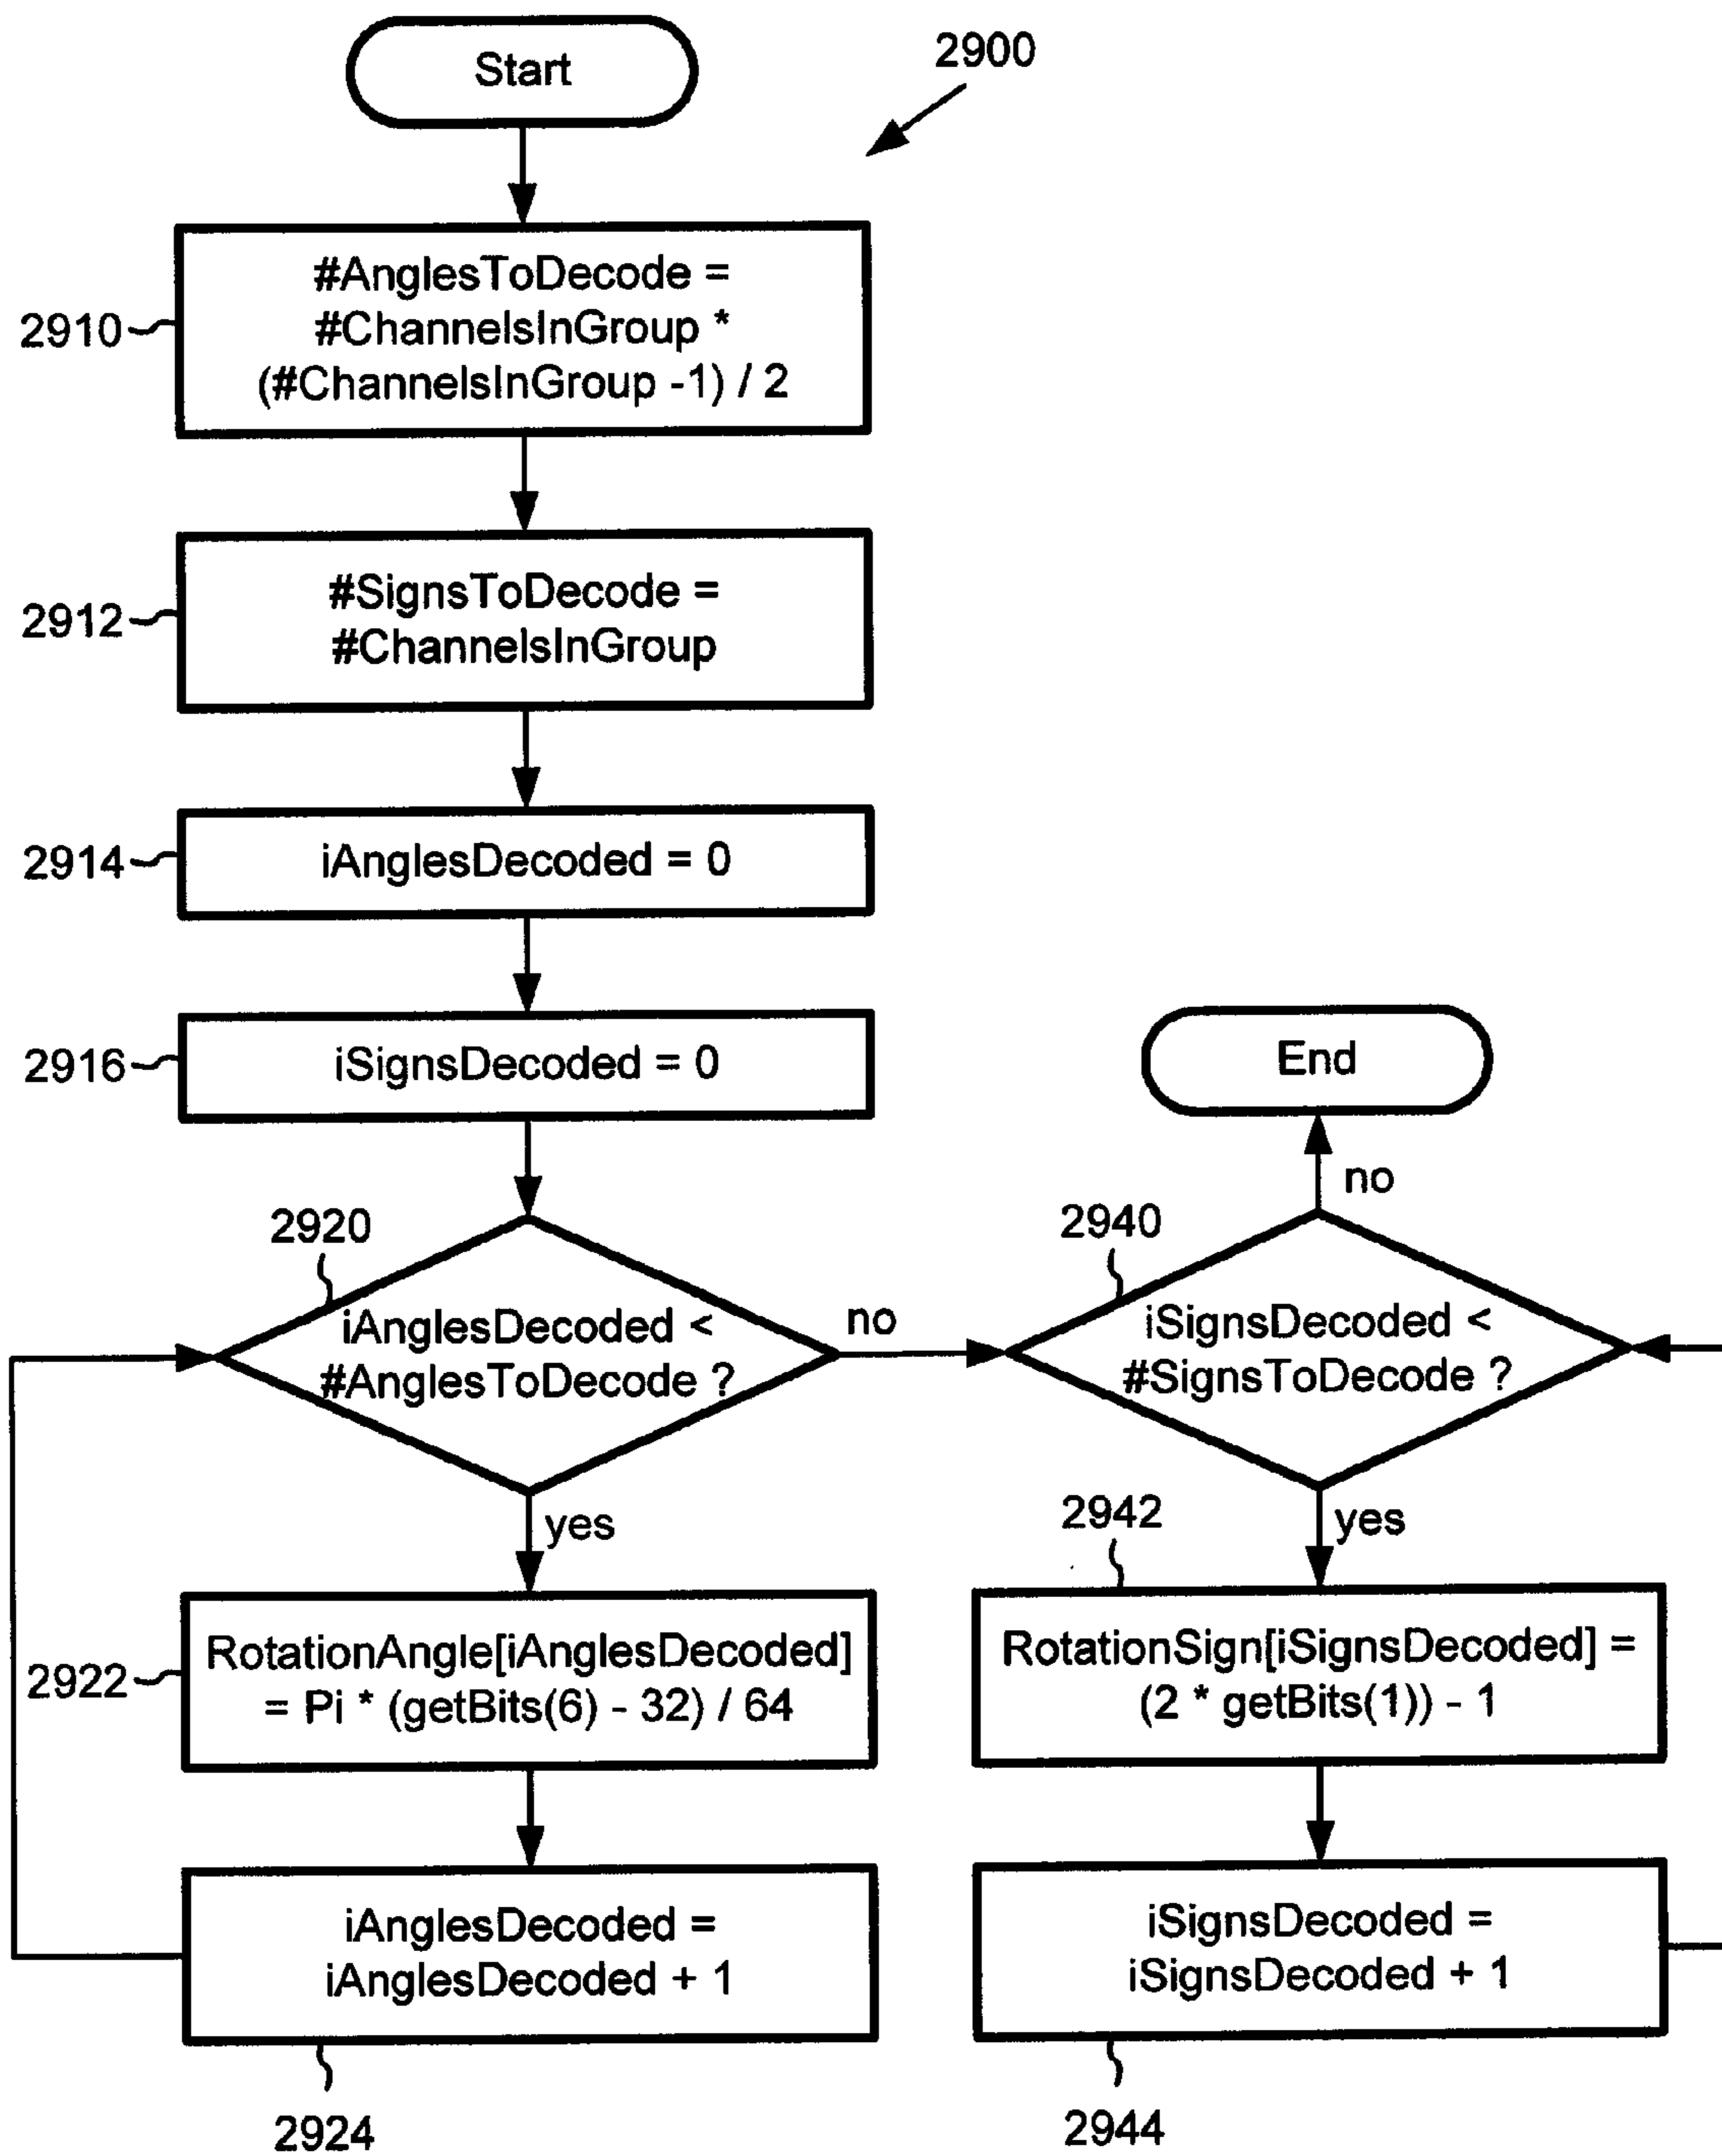 Start
2900
#AnglesToDecode =
#ChannelsInGroup *
(#ChannelsInGroup -1) / 2
2910
#SignsToDecode =
#ChannelsInGroup
2912
iAnglesDecoded = 0
2914
iSignsDecoded = 0
2916
End
no
2920
iAnglesDecoded <
#AnglesToDecode ?
no
2940
iSignsDecoded <
#SignsToDecode ?
yes
2942
yes
RotationAngle[iAnglesDecoded]
= Pi * (getBits(6) - 32) / 64
2922
RotationSign[iSignsDecoded] =
(2 * getBits(1)) - 1
iAnglesDecoded =
iAnglesDecoded + 1
2924
iSignsDecoded =
iSignsDecoded + 1
2944